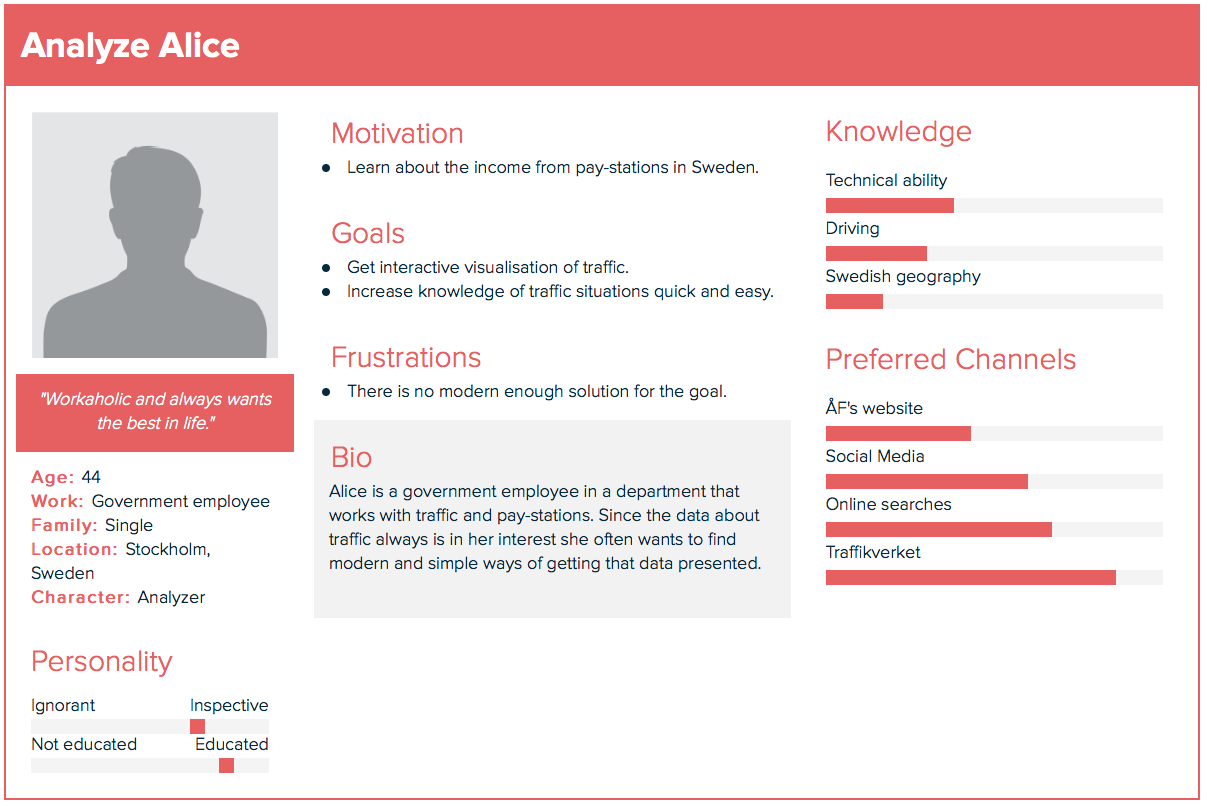 Analyze Alice
"Workaholic and always wants
the best in life."
Age: 44
Work: Government employee
Family: Single
Location: Stockholm,
Sweden
Character: Analyzer
Personality
Ignorant Inspective
Not educated Educated
Motivation
Learn about the income from pay-stations in Sweden.
Goals
Get interactive visualisation of traffic.
Increase knowledge of traffic situations quick and easy.
Frustrations
There is no modern enough solution for the goal.
Bio
Alice is a government employee in a department that
works with traffic and pay-stations. Since the data about
traffic always is in her interest she often wants to find
modern and simple ways of getting that data presented.
Knowledge
Technical ability
Driving
Swedish geography
Preferred Channels
ÅF's website
Social Media
Online searches
Traffikverket